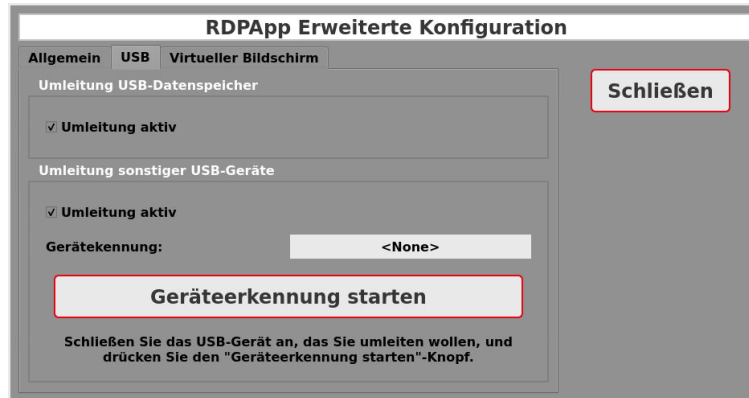 RDPApp Erweiterte Konfiguration
Allgemein USB Virtueller Bildschirm
Umleitung USB-Datenspeicher
Umleitung aktiv
Schließen
Umleitung sonstiger USB-Geräte
Umleitung aktiv
Gerätekennung: <None>
Geräteerkennung starten
Schließen Sie das USB-Gerät an, das Sie umleiten wollen, und
drücken Sie den "Geräteerkennung starten"-Knopf.